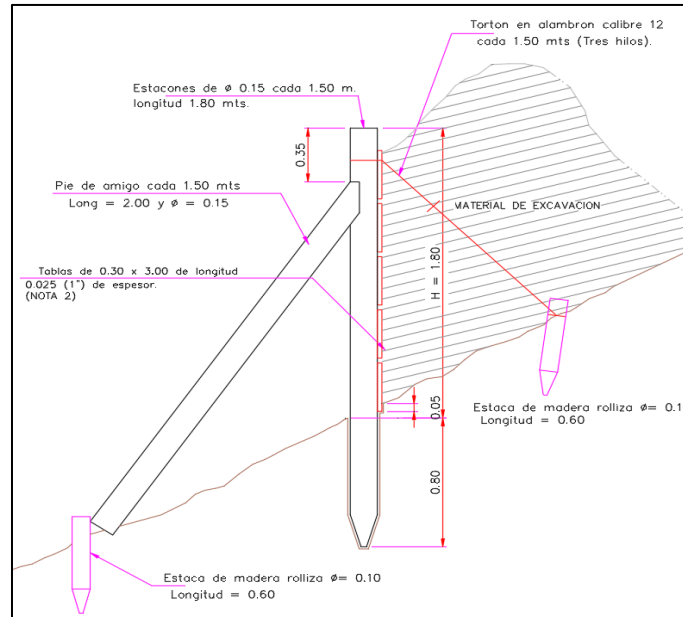 Torton en alambron calibre 12
cada 1.50 mts (Tres hilos).
Estacones de ø 0.15 cada 1.50 m.
longitud 1.80 mts.
0.35
Pie de amigo cada 1.50 mts
Long = 2.00 y ø = 0.15
MATERIAL DE EXCAVACION
H = 1.80
Tablas de 0.30 x 3.00 de longitud
0.025 (1") de espesor.
(NOTA 2)
0.05
Estaca de madera rolliza ø= 0.1
Longitud = 0.60
0.80
Estaca de madera rolliza ø= 0.10
Longitud = 0.60